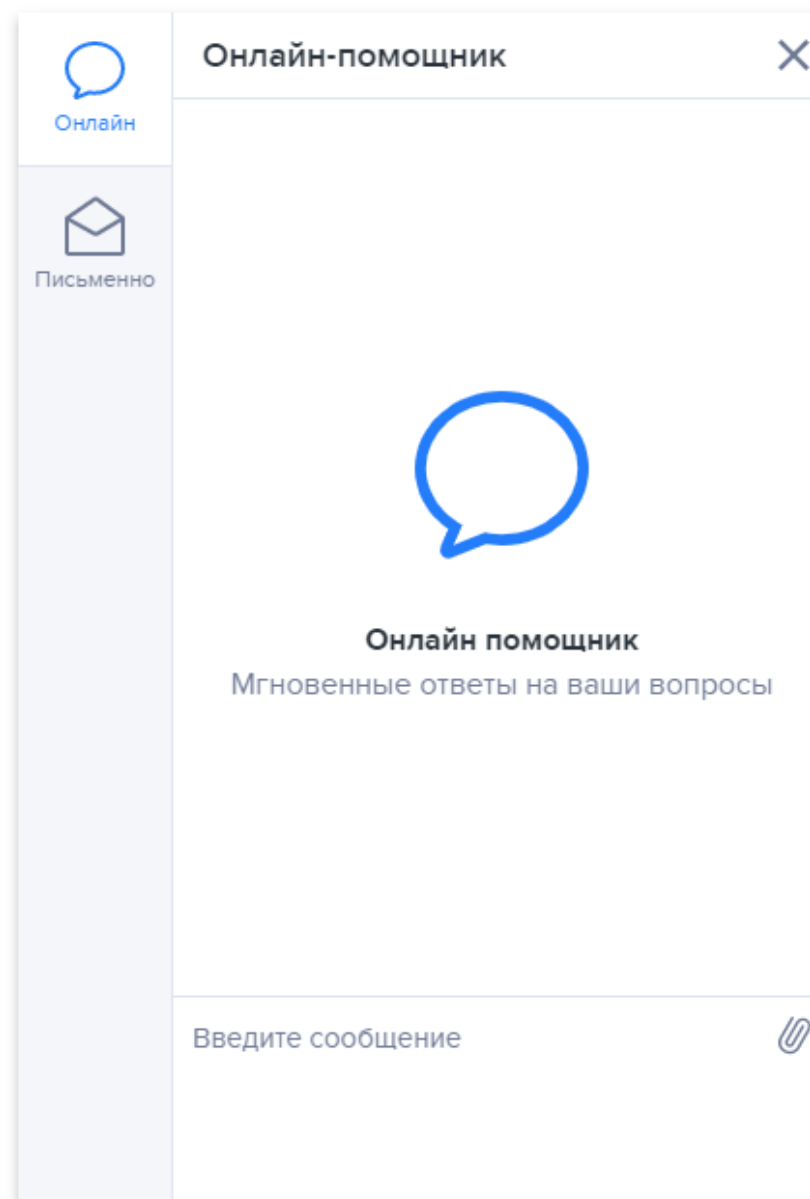 Онлайн
Письменно
Онлайн-помощник
Онлайн помощник
Мгновенные ответы на ваши вопросы
Введите сообщение